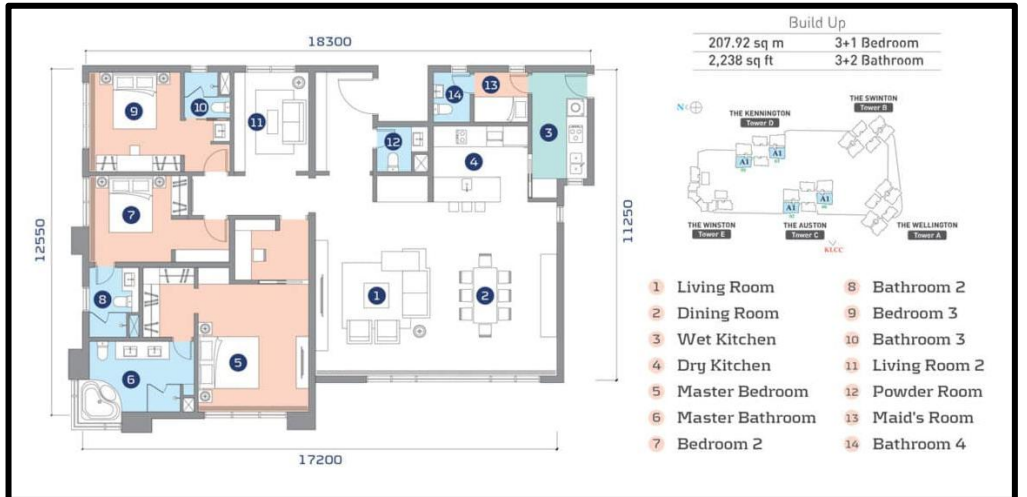 18300
12550
11250
17200
9
10
11
14
13
3
12
4
7
8
1
2
5
6
Build Up
207.92 sq m 3+1 Bedroom
2,238 sq ft 3+2 Bathroom
N
THE SWINTON
Tower B
THE KENNINGTON
Tower D
A1
A1
A1
A1
THE WINSTON
Tower E
THE AUSTON
Tower C
THE WELLINGTON
Tower A
KLCC
1 Living Room
2 Dining Room
3 Wet Kitchen
4 Dry Kitchen
5 Master Bedroom
6 Master Bathroom
7 Bedroom 2
8 Bathroom 2
9 Bedroom 3
10 Bathroom 3
11 Living Room 2
12 Powder Room
13 Maid's Room
14 Bathroom 4